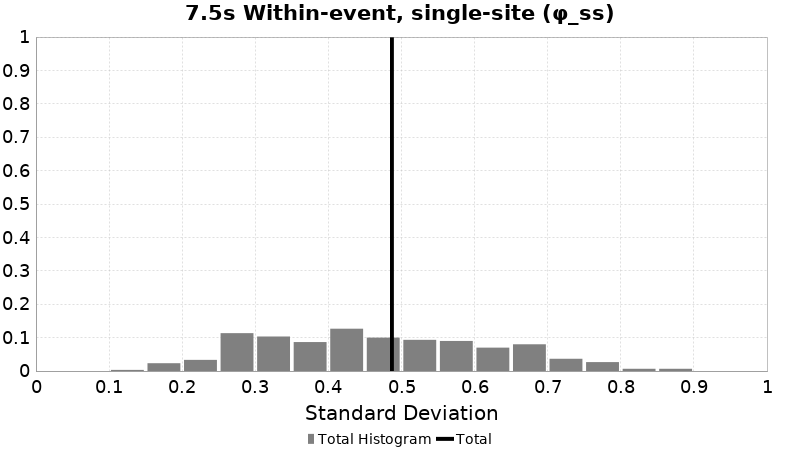 7.5s Within-event, single-site (φ_ss)
1
0.9
0.8
0.7
0.6
0.5
0.4
0.3
0.2
0.1
0
0 0.1 0.2 0.3 0.4 0.5 0.6 0.7 0.8 0.9 1
Standard Deviation
Total Histogram Total